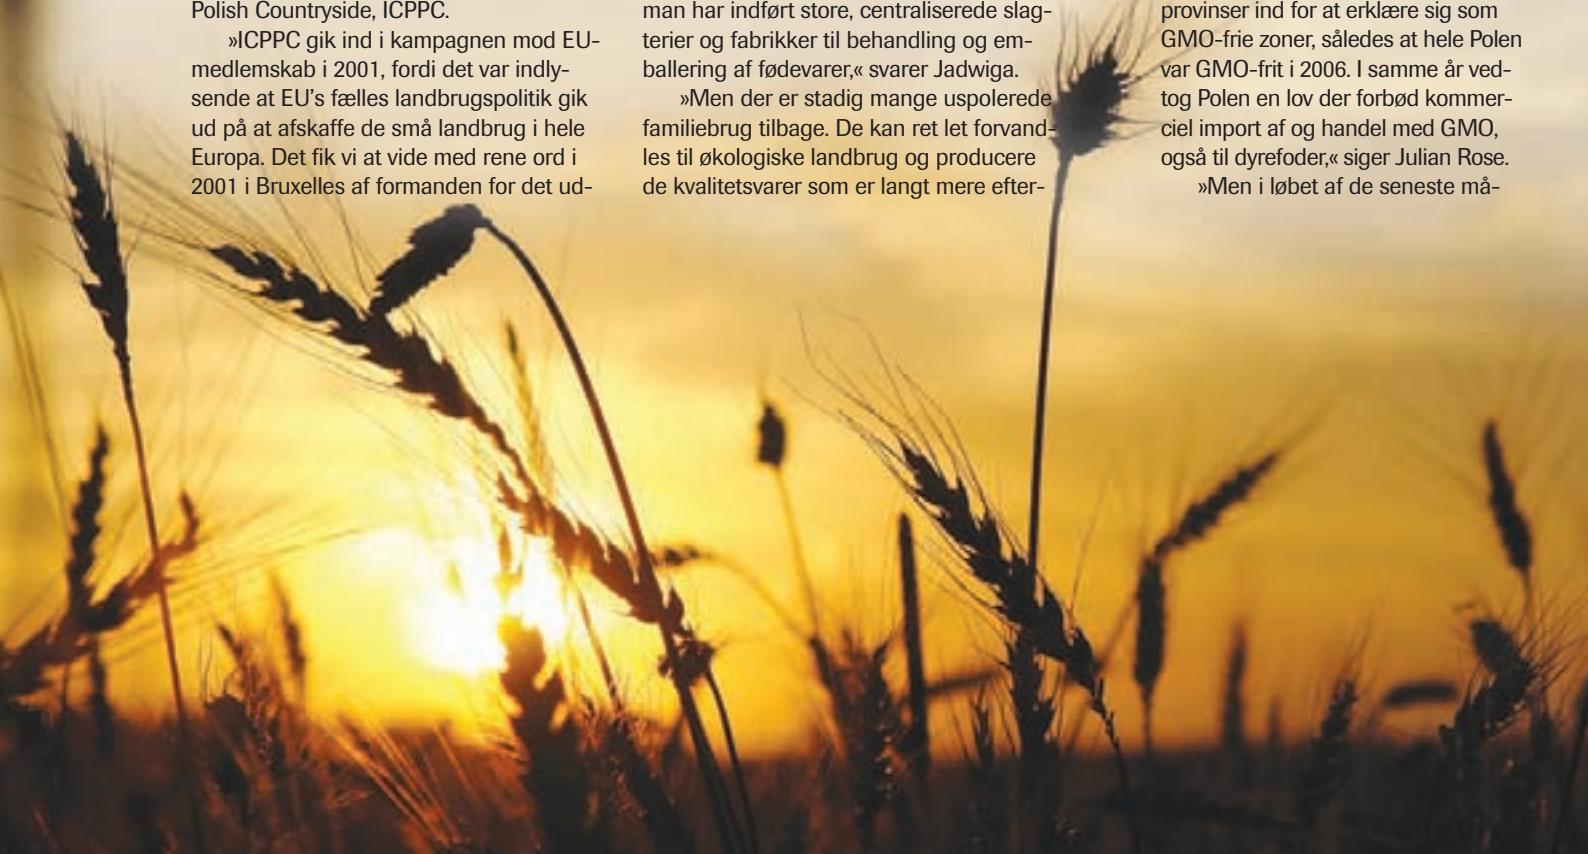 Polish Countryside, ICPPC.
»ICPPC gik ind i kampagnen mod EU-
medlemskab i 2001, fordi det var indly-
sende at EU's fælles landbrugspolitik gik
ud på at afskaffe de små landbrug i hele
Europa. Det fik vi at vide med rene ord i
2001 i Bruxelles af formanden for det ud-
man har indført store, centraliserede slag-
terier og fabrikker til behandling og em-
ballering af fødevarer,« svarer Jadwiga.
»Men der er stadig mange uspolerede
familiebrug tilbage. De kan ret let forvand-
les til økologiske landbrug og producere
de kvalitetsvarer som er langt mere efter-
provinser ind for at erklære sig som
GMO-frie zoner, således at hele Polen
var GMO-frit i 2006. I samme år ved-
tog Polen en lov der forbød kommer-
ciel import af og handel med GMO,
også til dyrefoder,« siger Julian Rose.
»Men i løbet af de seneste må-